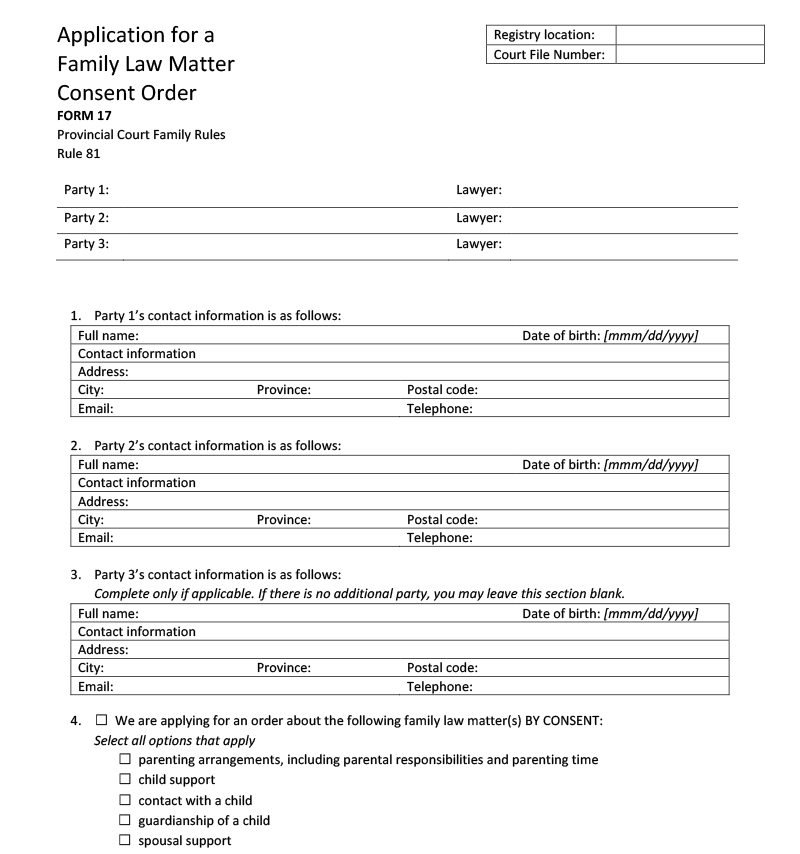 Application for a
Family Law Matter
Consent Order
FORM 17
Provincial Court Family Rules
Rule 81
Registry location:
Court File Number:
Party 1: Lawyer:
Party 2: Lawyer:
Party 3: Lawyer:
1. Party 1’s contact information is as follows:
Full name: Date of birth: [mmm/dd/yyyy]
Contact information
Address:
City: Province: Postal code:
Email: Telephone:
2. Party 2’s contact information is as follows:
Full name: Date of birth: [mmm/dd/yyyy]
Contact information
Address:
City: Province: Postal code:
Email: Telephone:
3. Party 3’s contact information is as follows:
Complete only if applicable. If there is no additional party, you may leave this section blank.
Full name: Date of birth: [mmm/dd/yyyy]
Contact information
Address:
City: Province: Postal code:
Email: Telephone:
4. ☐ We are applying for an order about the following family law matter(s) BY CONSENT:
Select all options that apply
☐ parenting arrangements, including parental responsibilities and parenting time
☐ child support
☐ contact with a child
☐ guardianship of a child
☐ spousal support